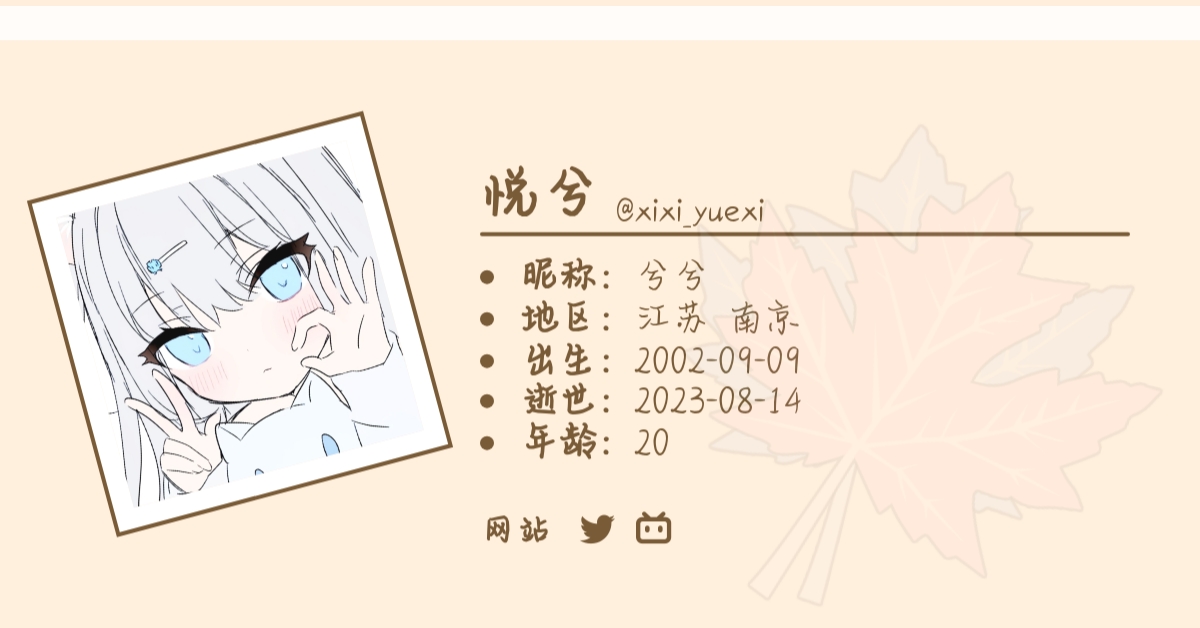 悦兮 @xixi_yuexi
昵称: 兮兮
地区: 江苏 南京
出生: 2002-09-09
逝世: 2023-08-14
年龄: 20
网站